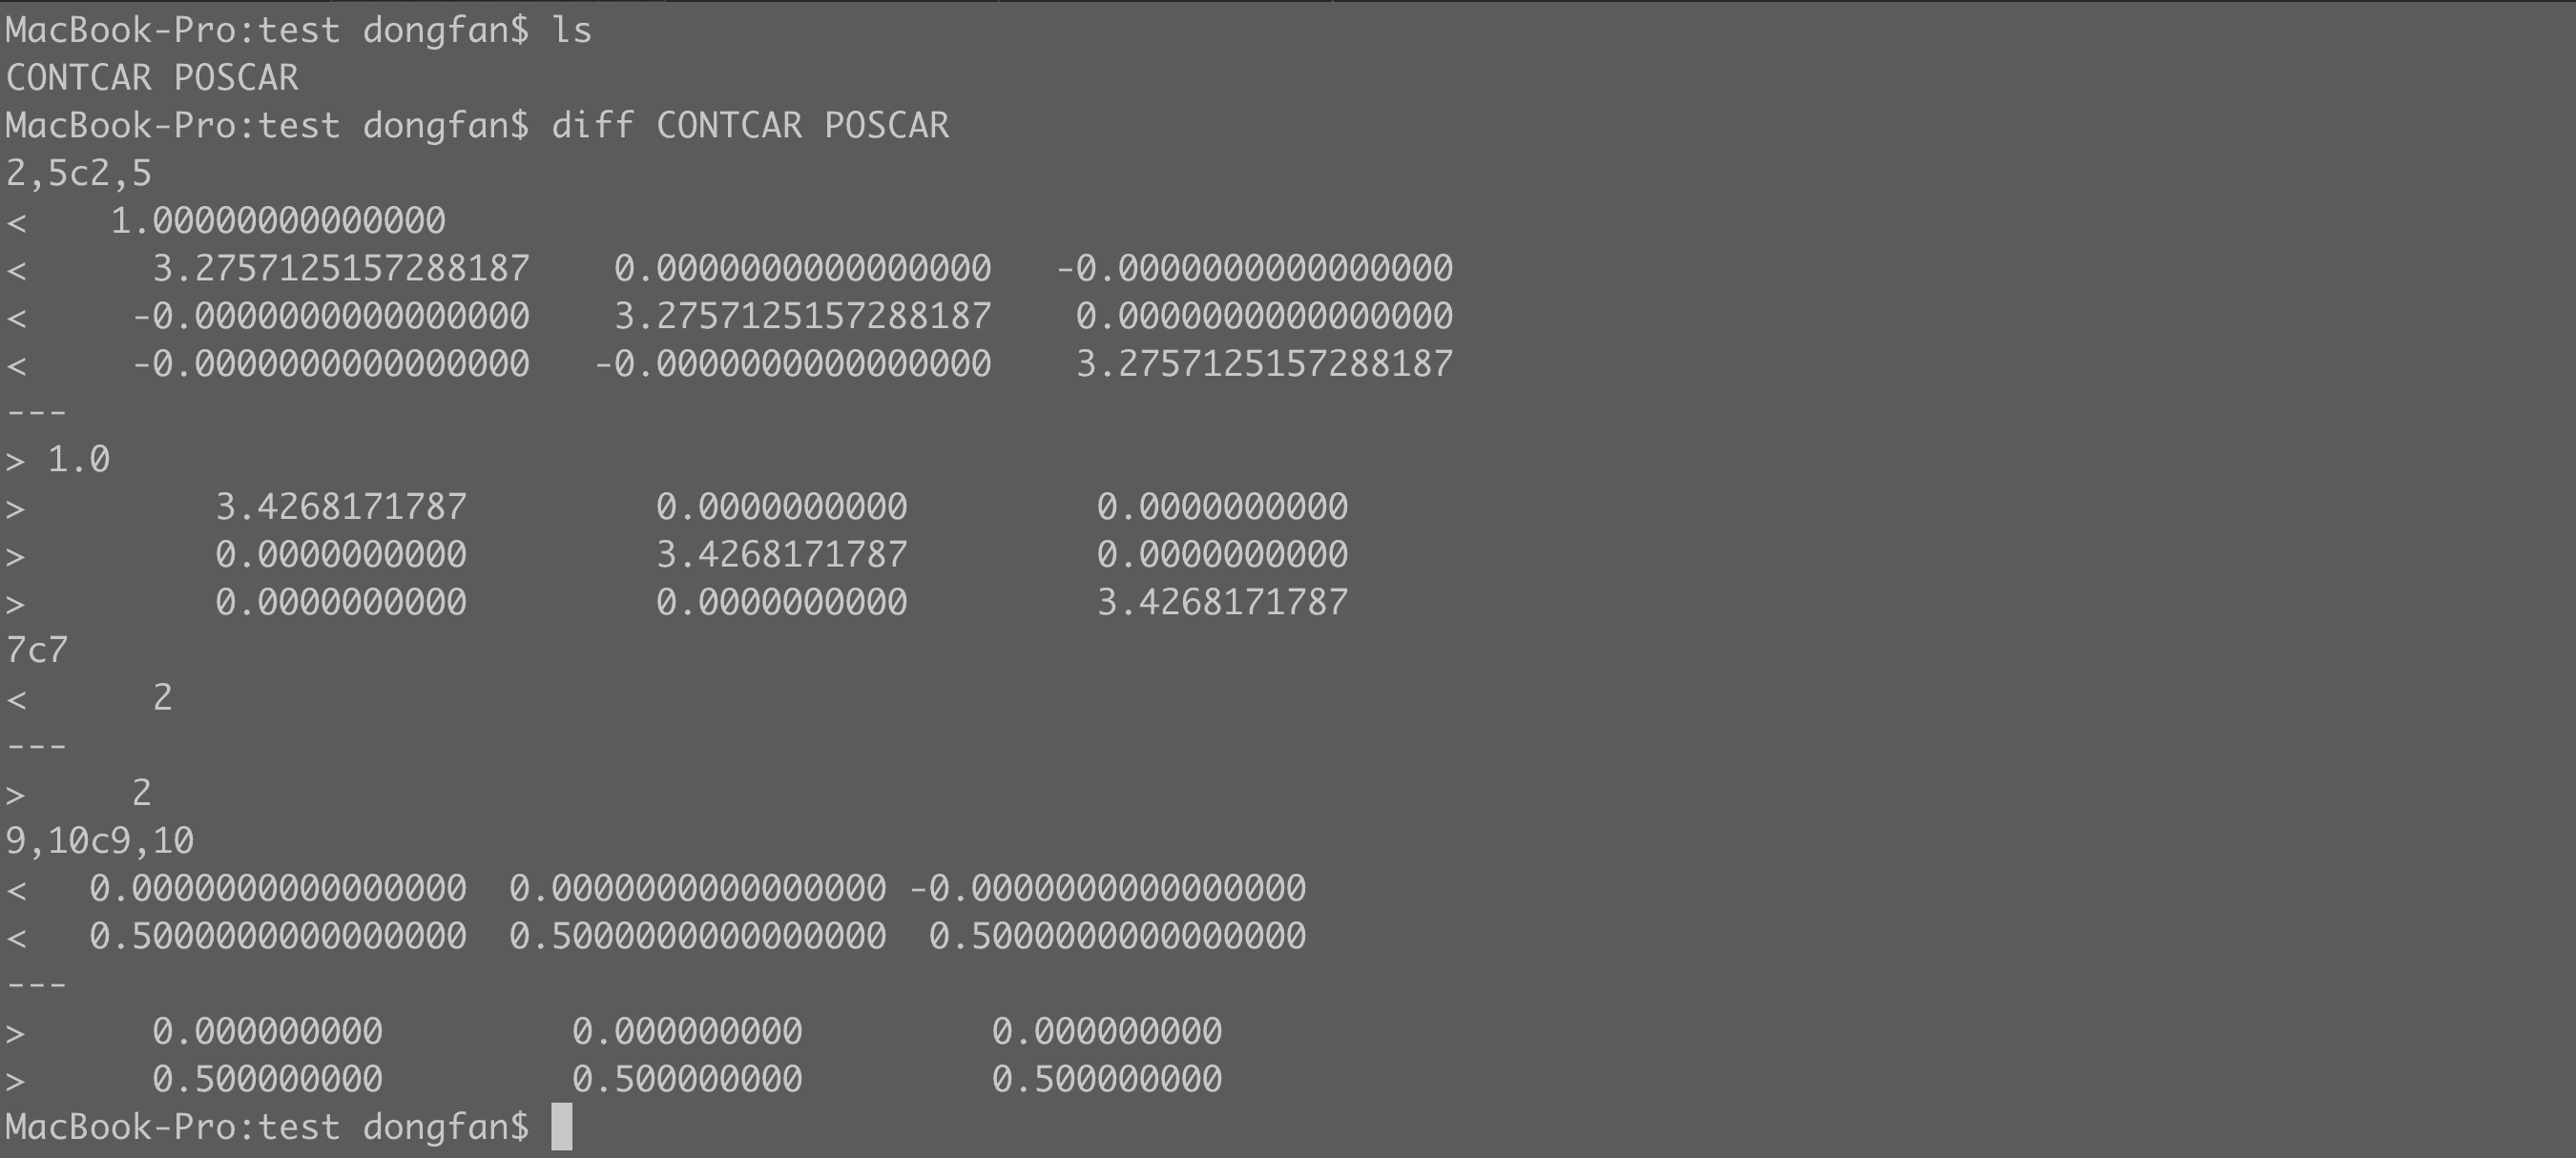 MacBook-Pro:test dongfan$ ls
CONTCAR POSCAR
MacBook-Pro:test dongfan$ diff CONTCAR POSCAR
2,5c2,5
<    1.00000000000000
<      3.2757125157288187    0.0000000000000000   -0.0000000000000000
<     -0.0000000000000000    3.2757125157288187    0.0000000000000000
<     -0.0000000000000000   -0.0000000000000000    3.2757125157288187
---
> 1.0
>         3.4268171787         0.0000000000         0.0000000000
>         0.0000000000         3.4268171787         0.0000000000
>         0.0000000000         0.0000000000         3.4268171787
7c7
<      2
---
>     2
9,10c9,10
<   0.0000000000000000  0.0000000000000000 -0.0000000000000000
<   0.5000000000000000  0.5000000000000000  0.5000000000000000
---
>      0.000000000         0.000000000         0.000000000
>      0.500000000         0.500000000         0.500000000
MacBook-Pro:test dongfan$